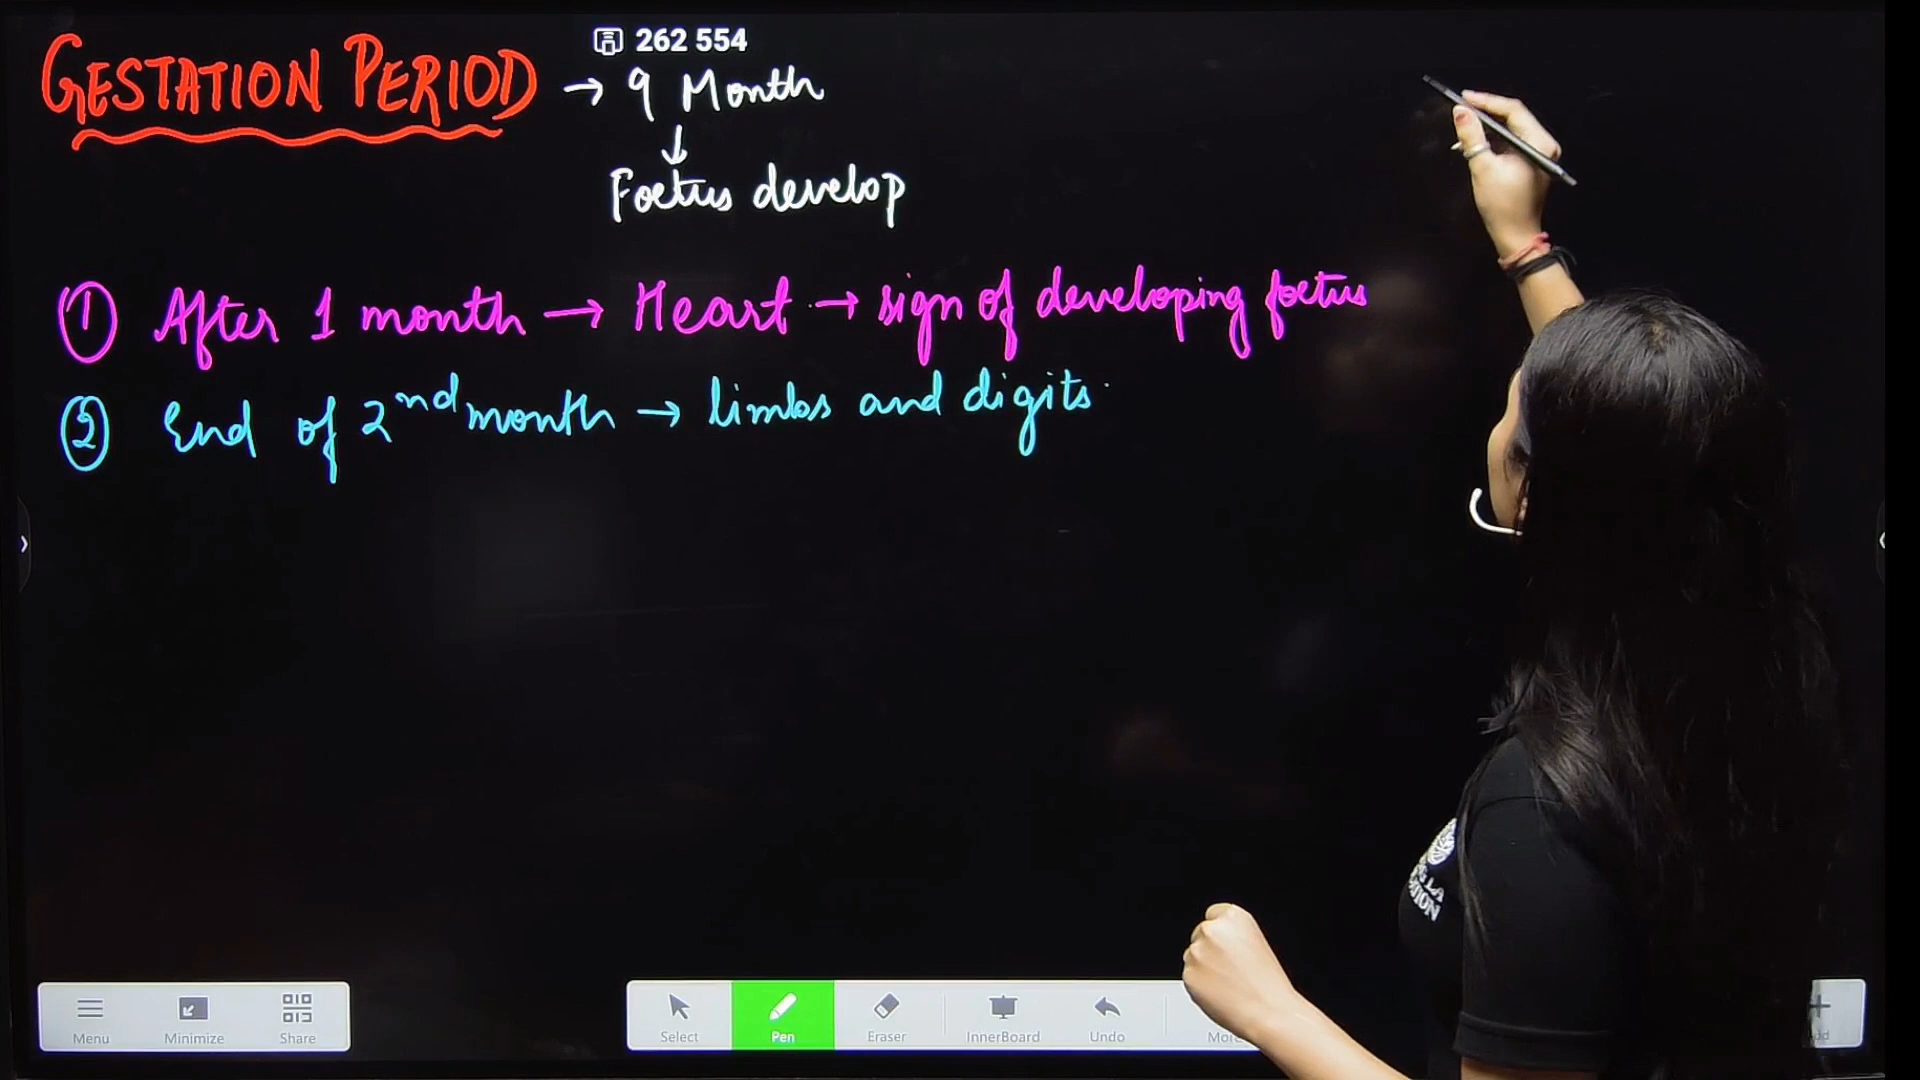 GESTATION PERIOD → 9 Month
262 554
↓
Foetus develop
① After 1 month → Heart → sign of developing foetus
② End of 2nd month → limbs and digits
LA
Menu
Minimize
Share
Select
Pen
Eraser
InnerBoard
Undo